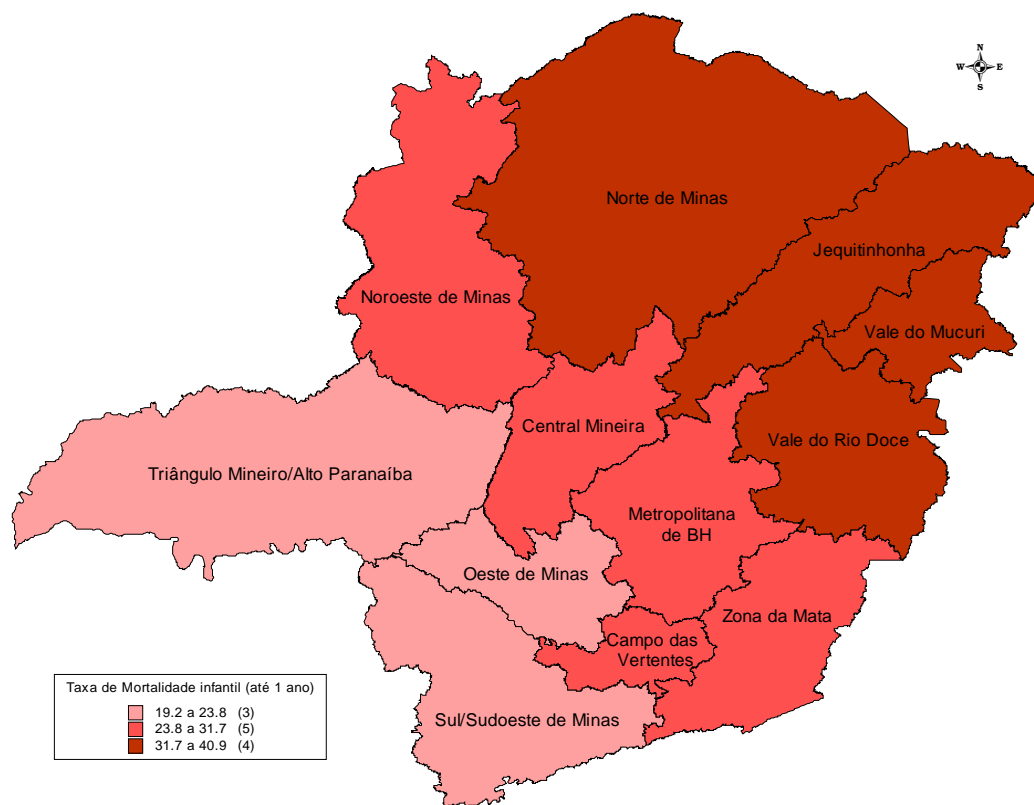 N
W E
S
Norte de Minas
Jequitinhonha
Noroeste de Minas
Vale do Mucuri
Central Mineira
Vale do Rio Doce
Triângulo Mineiro/Alto Paranaíba
Metropolitana
de BH
Oeste de Minas
Zona da Mata
Campo das
Vertentes
Sul/Sudoeste de Minas
Taxa de Mortalidade infantil (até 1 ano)
19.2 a 23.8 (3)
23.8 a 31.7 (5)
31.7 a 40.9 (4)